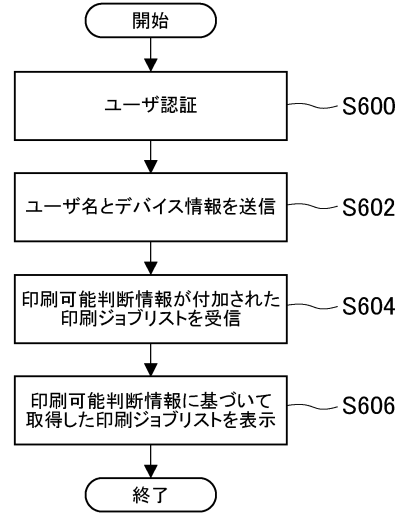 開始
ユーザ認証
S600
ユーザ名とデバイス情報を送信
S602
印刷可能判断情報が付加された
印刷ジョブリストを受信
S604
印刷可能判断情報に基づいて
取得した印刷ジョブリストを表示
S606
終了